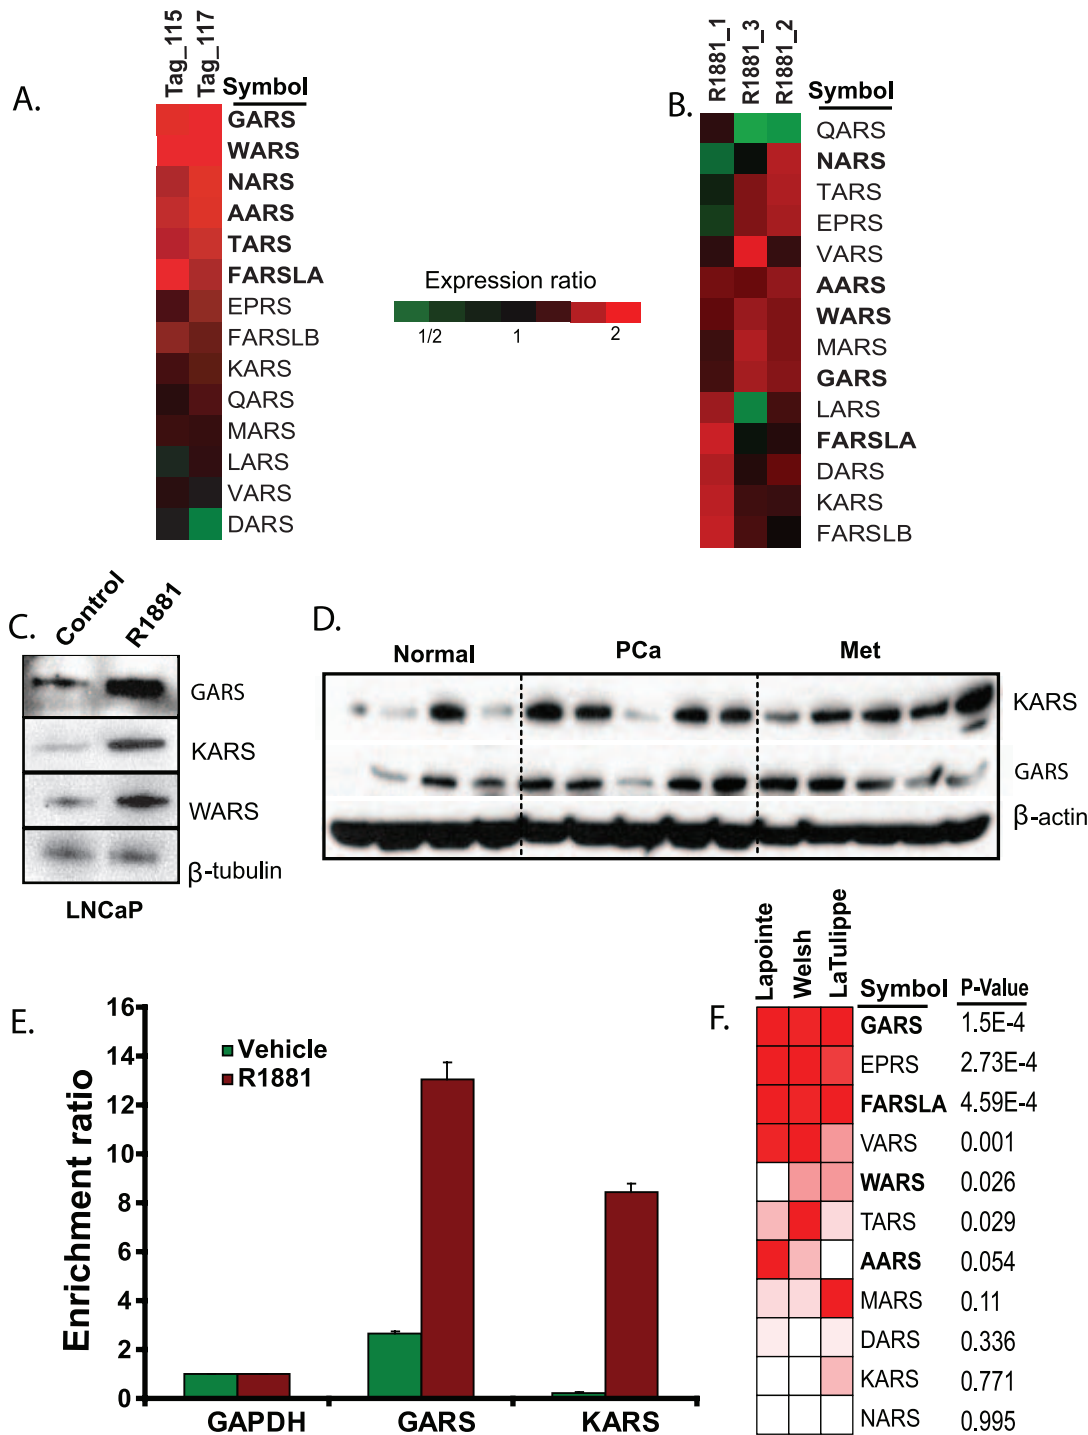 A.
Tag_115
Tag_117
Symbol
GARS
WARS
NARS
AARS
TARS
FARSLA
EPRS
FARSLB
KARS
QARS
MARS
LARS
VARS
DARS
Expression ratio
1/2 1 2
B.
R1881_1
R1881_3
R1881_2
Symbol
QARS
NARS
TARS
EPRS
VARS
AARS
WARS
MARS
GARS
LARS
FARSLA
DARS
KARS
FARSLB
C.
Control
R1881
GARS
KARS
WARS
β-tubulin
LNCaP
D.
Normal PCa Met
KARS
GARS
β-actin
E.
Enrichment ratio
16
14
12
10
8
6
4
2
0
Vehicle
R1881
GAPDH GARS KARS
F.
Lapointe
Welsh
LaTulippe
Symbol P-Value
GARS 1.5E-4
EPRS 2.73E-4
FARSLA 4.59E-4
VARS 0.001
WARS 0.026
TARS 0.029
AARS 0.054
MARS 0.11
DARS 0.336
KARS 0.771
NARS 0.995